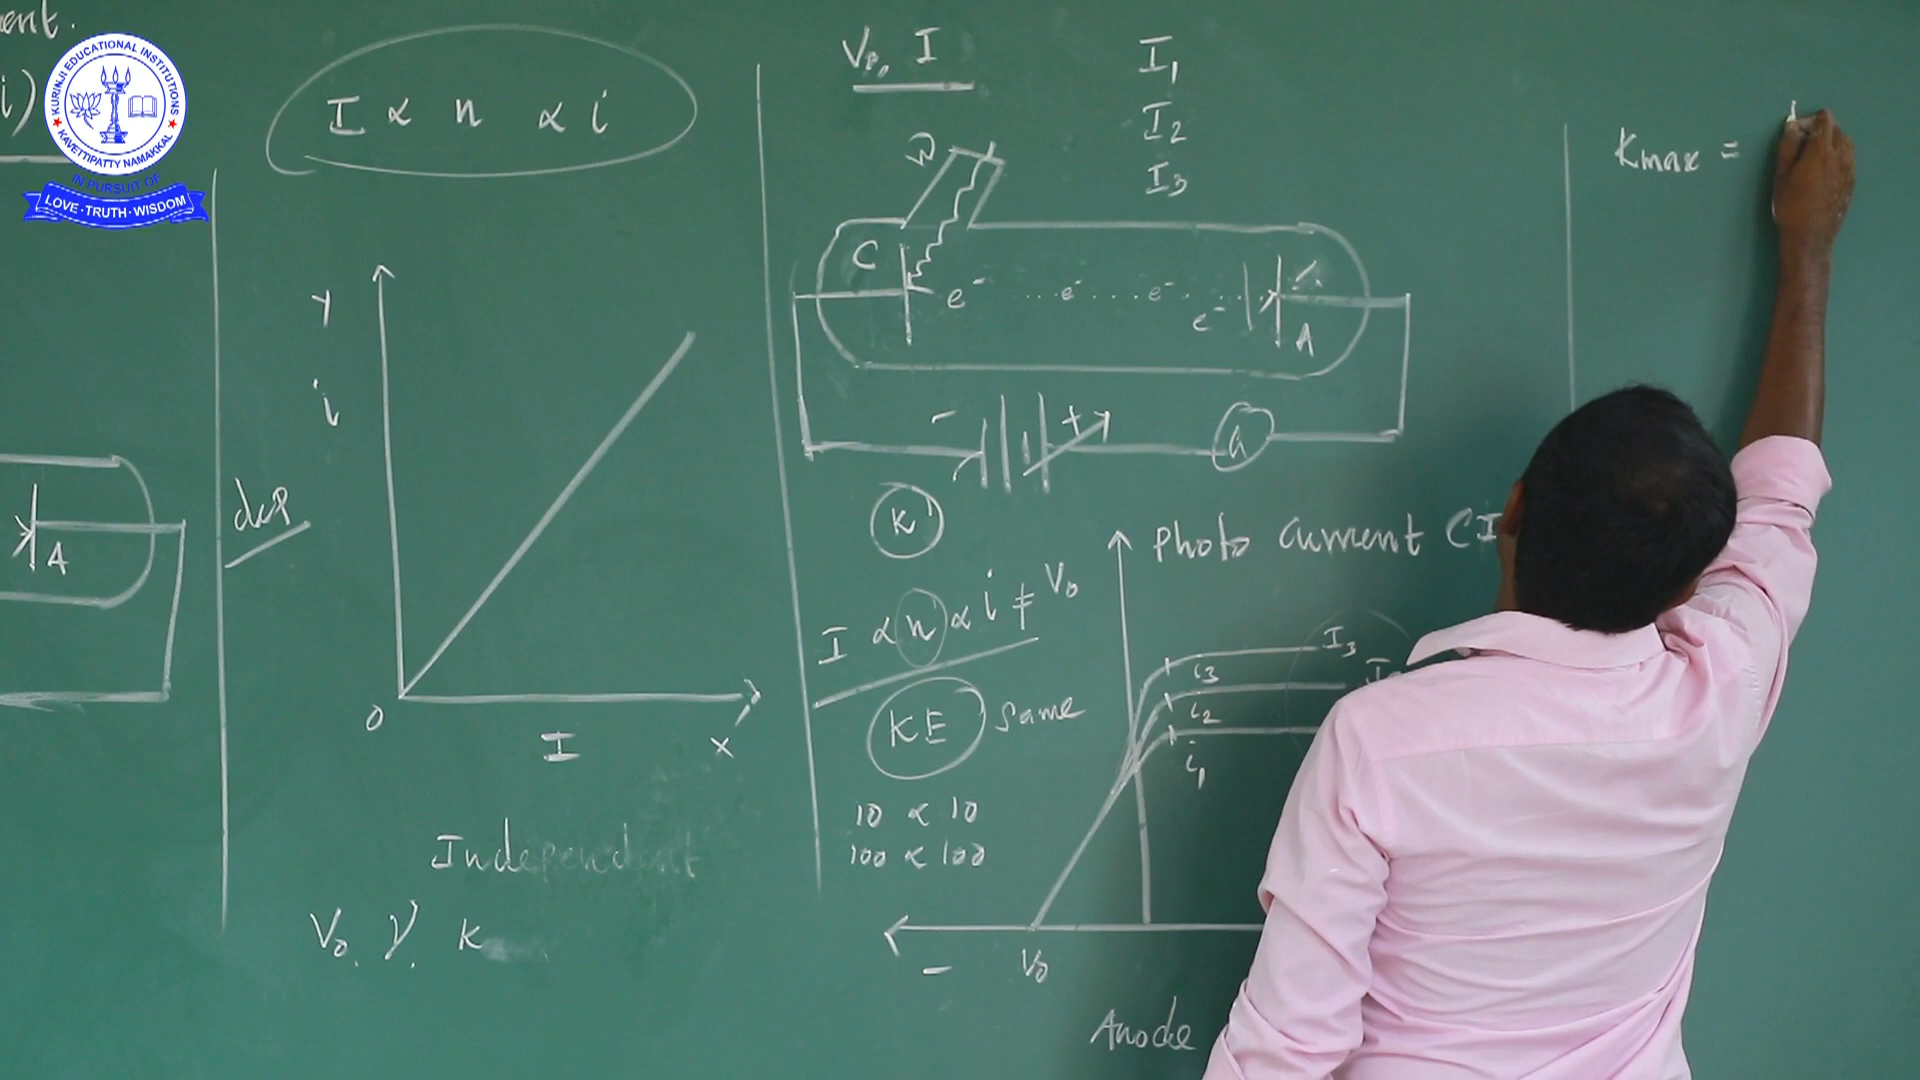 ent.
i)
KURINJI EDUCATIONAL INSTITUTIONS
KAVETTIPATTY NAMAKKAL
IN PURSUIT OF
LOVE · TRUTH · WISDOM
A
dep
I ∝ n ∝ i
y
i
0
I
x
Independent
V₀, γ, K
I
I₁
I₂
I₃
C
e⁻ .... e⁻ .... e⁻ ....
e⁻
A
- +
G
K
I ∝ n ∝ i ≠ V₀
KE same
10 ∝ 10
100 ∝ 100
Photo current CI
I₃
i₃
i₂
i₁
-
V₀
Anode
Kmax =